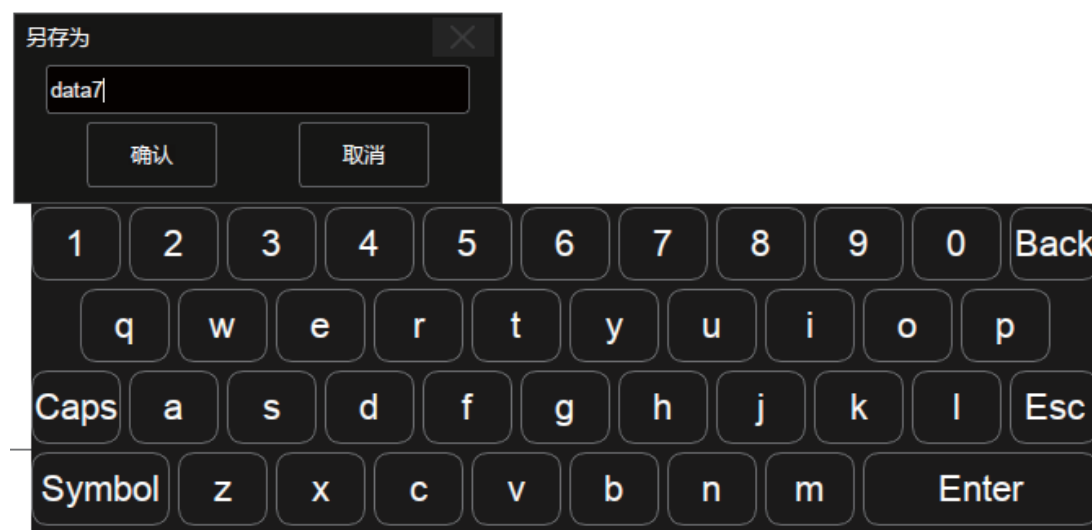 另存为
data7
确认 取消
1 2 3 4 5 6 7 8 9 0 Back
q w e r t y u i o p
Caps a s d f g h j k l Esc
Symbol z x c v b n m Enter